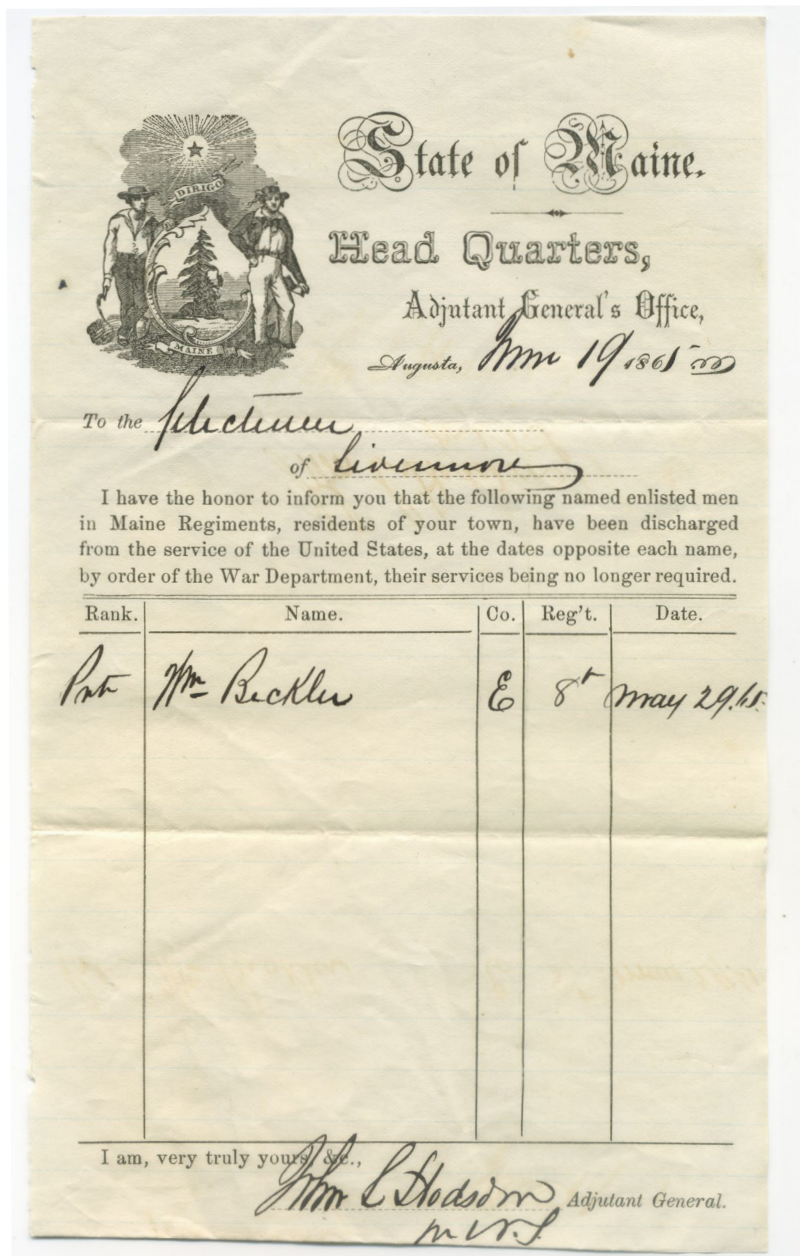 DIRIGO
MAINE
State of Maine.
Head Quarters,
Adjutant General's Office,
Augusta, June 19 1865
To the Selectmen
of Livermore
I have the honor to inform you that the following named enlisted men
in Maine Regiments, residents of your town, have been discharged
from the service of the United States, at the dates opposite each name,
by order of the War Department, their services being no longer required.
Rank. Name. Co. Reg't. Date.
Prvt Wm Beckler E 8th May 29.65.
I am, very truly yours, &c.,
John L Hodsdon Adjutant General.